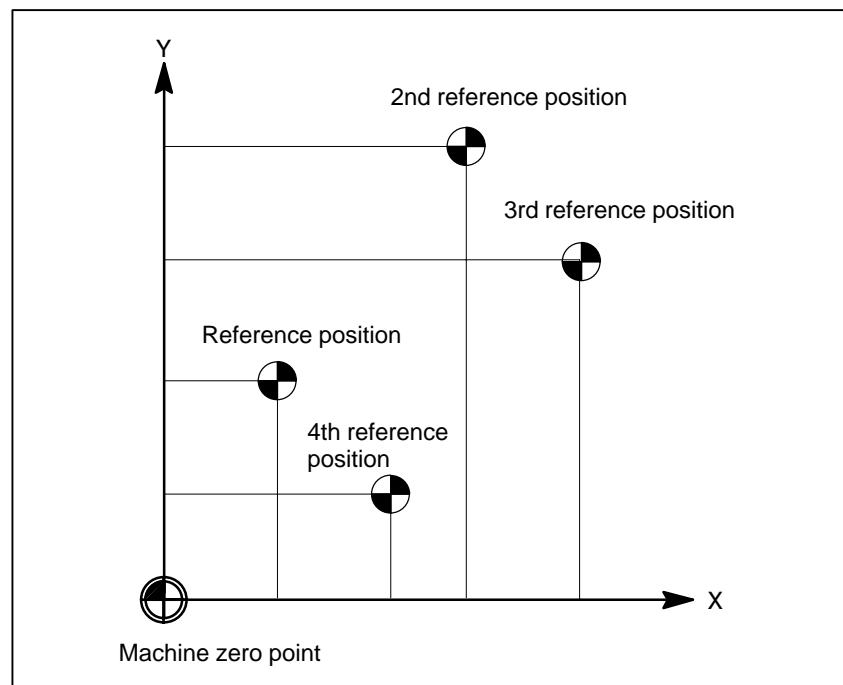 Y
2nd reference position
3rd reference position
Reference position
4th reference
position
X
Machine zero point